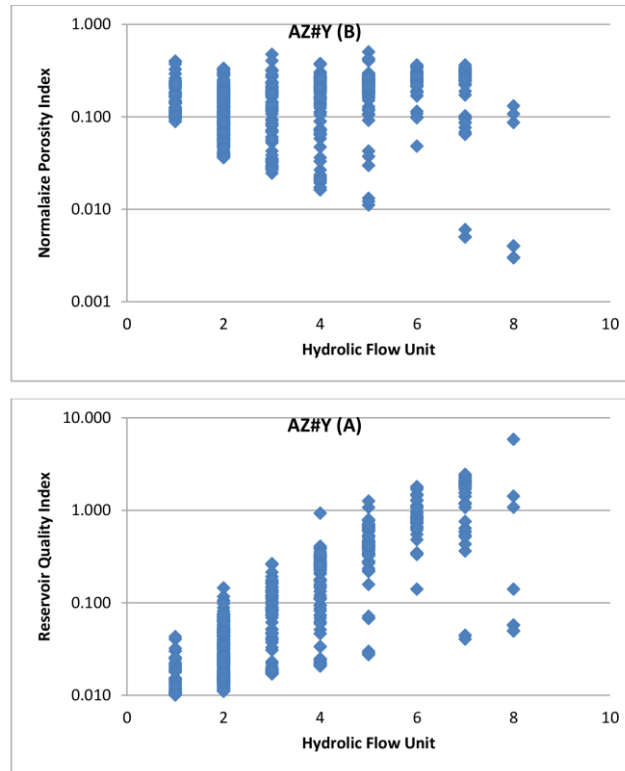 AZ#Y (B)
Normalaize Porosity Index
1.000
0.100
0.010
0.001
0 2 4 6 8 10
Hydrolic Flow Unit
AZ#Y (A)
Reservoir Quality Index
10.000
1.000
0.100
0.010
0 2 4 6 8 10
Hydrolic Flow Unit